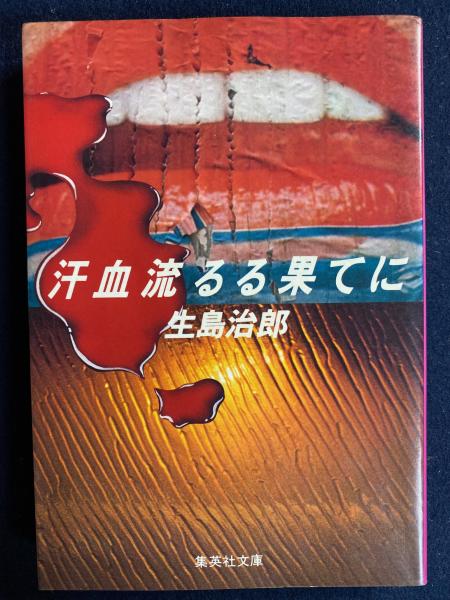 汗血流るる果てに
生島治郎
集英社文庫